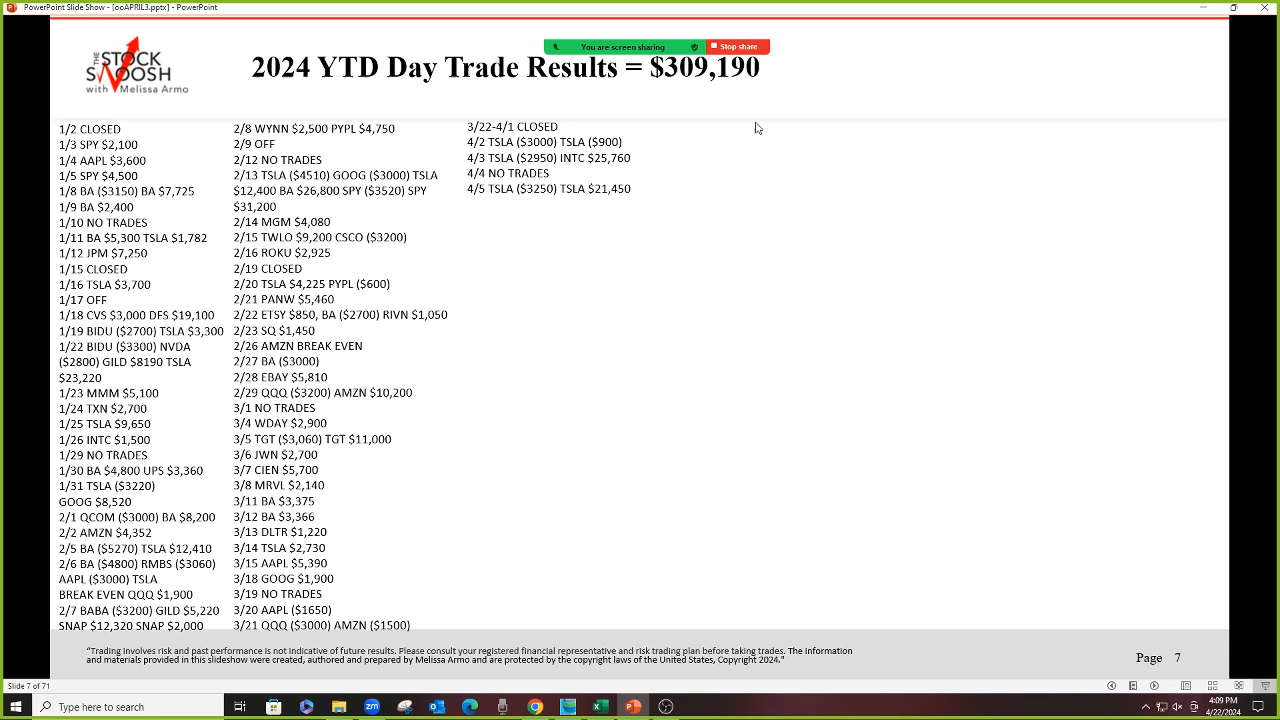 PowerPoint Slide Show - [ooAPRIL3.pptx] - PowerPoint
You are screen sharing
Stop share
THE STOCK SWOOSH
with Melissa Armo
2024 YTD Day Trade Results = $309,190
1/2 CLOSED
1/3 SPY $2,100
1/4 AAPL $3,600
1/5 SPY $4,500
1/8 BA ($3150) BA $7,725
1/9 BA $2,400
1/10 NO TRADES
1/11 BA $5,300 TSLA $1,782
1/12 JPM $7,250
1/15 CLOSED
1/16 TSLA $3,700
1/17 OFF
1/18 CVS $3,000 DFS $19,100
1/19 BIDU ($2700) TSLA $3,300
1/22 BIDU ($3300) NVDA
($2800) GILD $8190 TSLA
$23,220
1/23 MMM $5,100
1/24 TXN $2,700
1/25 TSLA $9,650
1/26 INTC $1,500
1/29 NO TRADES
1/30 BA $4,800 UPS $3,360
1/31 TSLA ($3220)
GOOG $8,520
2/1 QCOM ($3000) BA $8,200
2/2 AMZN $4,352
2/5 BA ($5270) TSLA $12,410
2/6 BA ($4800) RMBS ($3060)
AAPL ($3000) TSLA
BREAK EVEN QQQ $1,900
2/7 BABA ($3200) GILD $5,220
SNAP $12,320 SNAP $2,000
2/8 WYNN $2,500 PYPL $4,750
2/9 OFF
2/12 NO TRADES
2/13 TSLA ($4510) GOOG ($3000) TSLA
$12,400 BA $26,800 SPY ($3520) SPY
$31,200
2/14 MGM $4,080
2/15 TWLO $9,200 CSCO ($3200)
2/16 ROKU $2,925
2/19 CLOSED
2/20 TSLA $4,225 PYPL ($600)
2/21 PANW $5,460
2/22 ETSY $850, BA ($2700) RIVN $1,050
2/23 SQ $1,450
2/26 AMZN BREAK EVEN
2/27 BA ($3000)
2/28 EBAY $5,810
2/29 QQQ ($3200) AMZN $10,200
3/1 NO TRADES
3/4 WDAY $2,900
3/5 TGT ($3,060) TGT $11,000
3/6 JWN $2,700
3/7 CIEN $5,700
3/8 MRVL $2,140
3/11 BA $3,375
3/12 BA $3,366
3/13 DLTR $1,220
3/14 TSLA $2,730
3/15 AAPL $5,390
3/18 GOOG $1,900
3/19 NO TRADES
3/20 AAPL ($1650)
3/21 QQQ ($3000) AMZN ($1500)
3/22-4/1 CLOSED
4/2 TSLA ($3000) TSLA ($900)
4/3 TSLA ($2950) INTC $25,760
4/4 NO TRADES
4/5 TSLA ($3250) TSLA $21,450
"Trading involves risk and past performance is not indicative of future results. Please consult your registered financial representative and risk trading plan before taking trades. The information
and materials provided in this slideshow were created, authored and prepared by Melissa Armo and are protected by the copyright laws of the United States, Copyright 2024."
Page 7
Slide 7 of 71
Type here to search
4:09 PM
4/22/2024